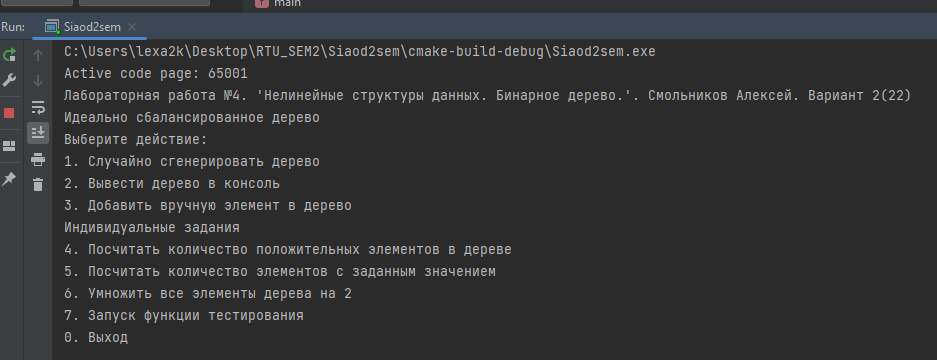 main
Run:
Siaod2sem
C:\Users\lexa2k\Desktop\RTU_SEM2\Siaod2sem\cmake-build-debug\Siaod2sem.exe
Active code page: 65001
Лабораторная работа №4. 'Нелинейные структуры данных. Бинарное дерево.'. Смольников Алексей. Вариант 2(22)
Идеально сбалансированное дерево
Выберите действие:
1. Случайно сгенерировать дерево
2. Вывести дерево в консоль
3. Добавить вручную элемент в дерево
Индивидуальные задания
4. Посчитать количество положительных элементов в дереве
5. Посчитать количество элементов с заданным значением
6. Умножить все элементы дерева на 2
7. Запуск функции тестирования
0. Выход